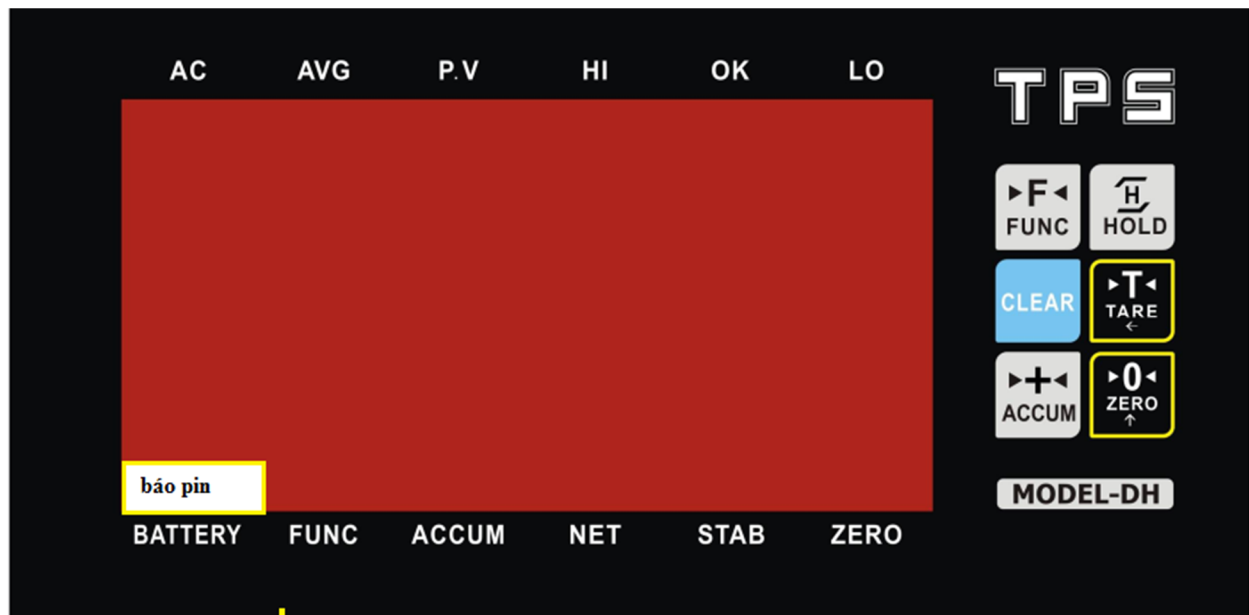 AC AVG P.V HI OK LO
TPS
▶F◀ H
FUNC HOLD
CLEAR ▶T◀
TARE
←
▶+◀ ▶0◀
ACCUM ZERO
↑
báo pin
MODEL-DH
BATTERY FUNC ACCUM NET STAB ZERO